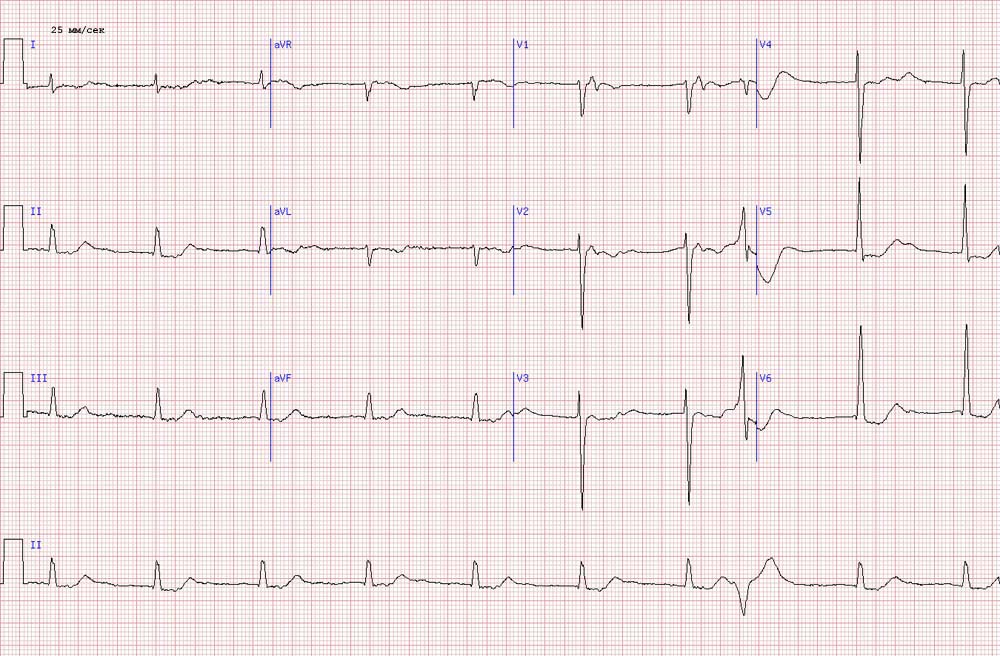 25 мм/сек
I aVR V1 V4
II aVL V2 V5
III aVF V3 V6
II